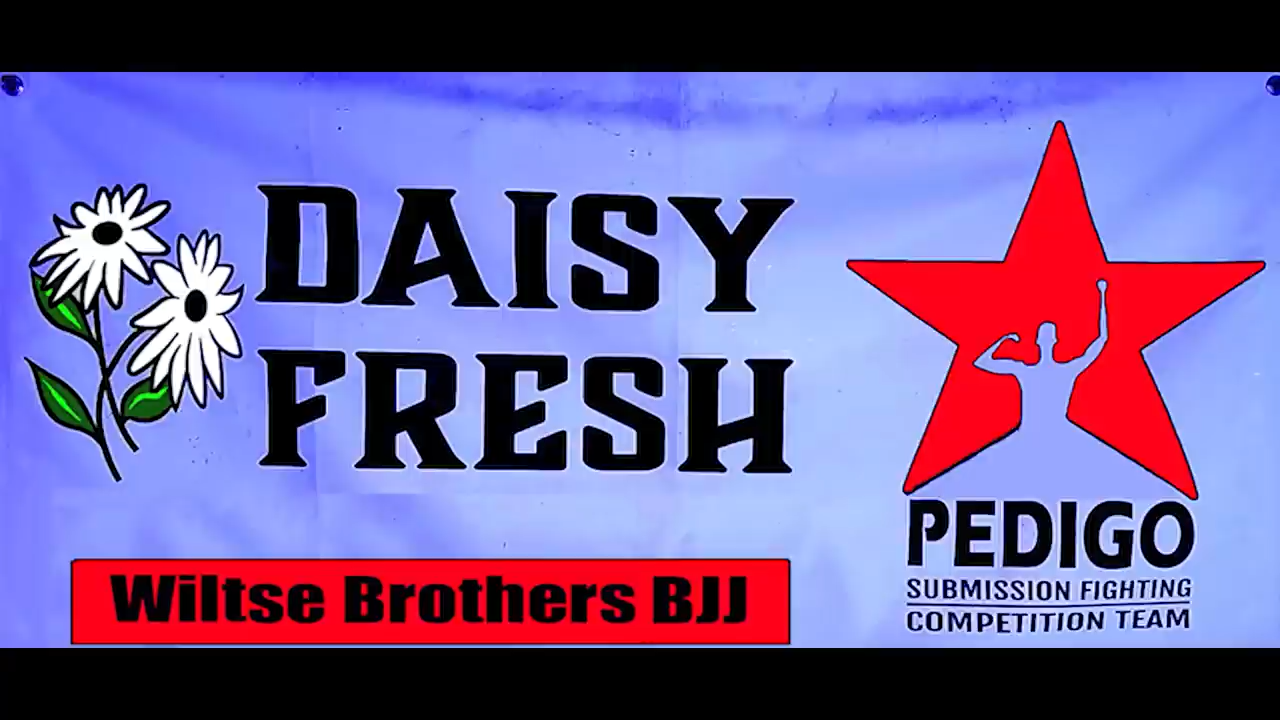 DAISY
FRESH
Wiltse Brothers BJJ
PEDIGO
SUBMISSION FIGHTING
COMPETITION TEAM